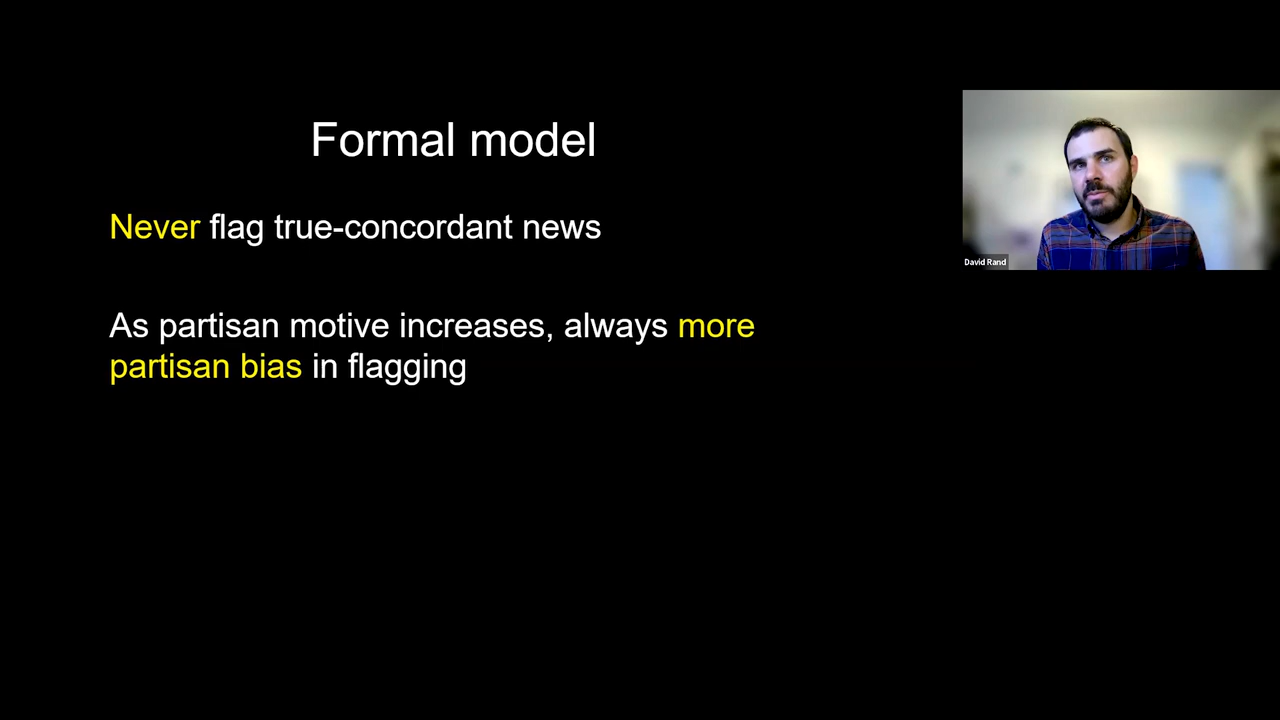 Formal model
Never flag true-concordant news
As partisan motive increases, always more
partisan bias in flagging
David Rand